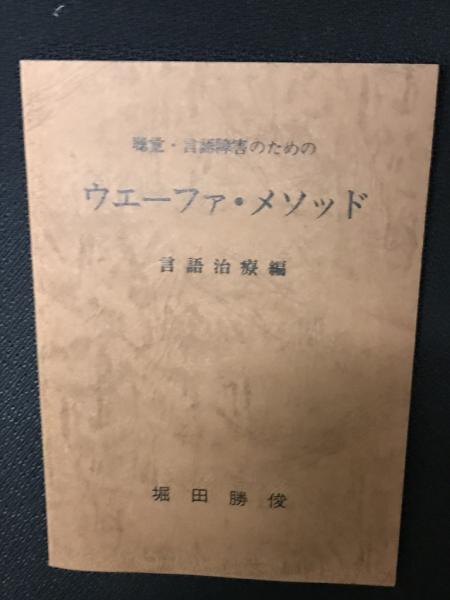 聴覚・言語障害のための
ウエーファ・メソッド
言語治療編
堀田勝俊